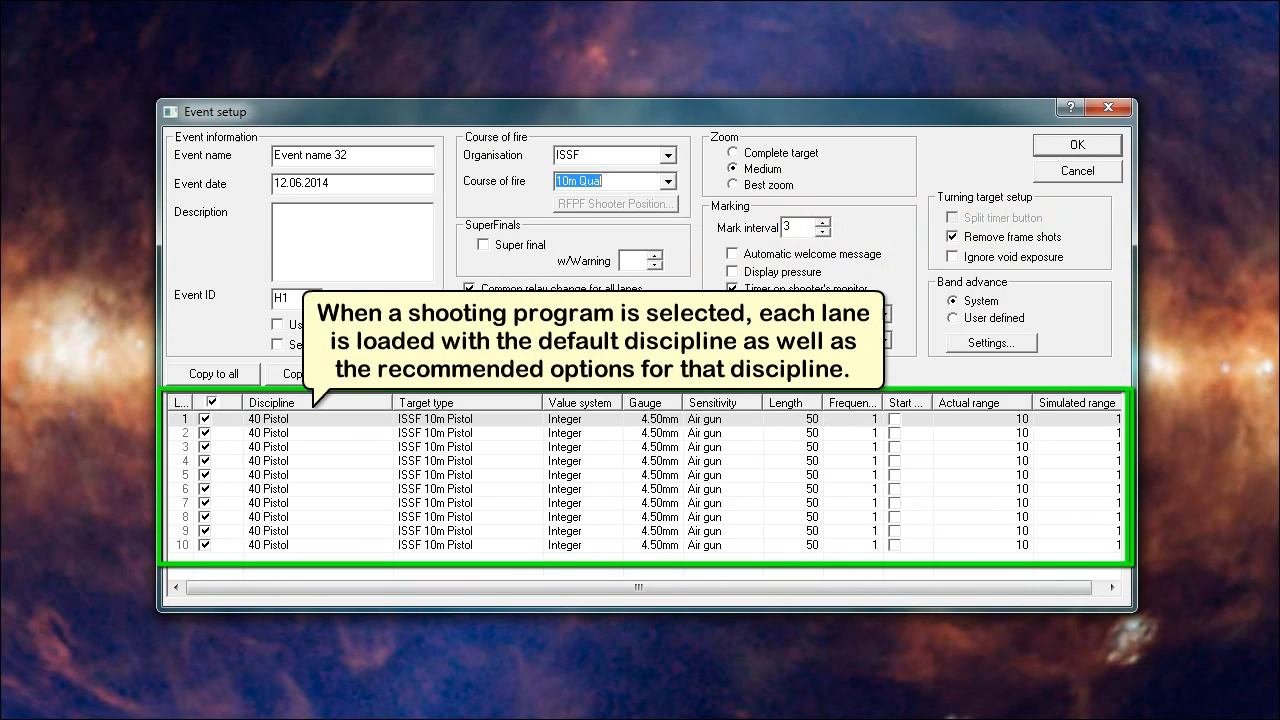 Event setup
Event information
Event name
Event name 32
Event date
12.06.2014
Description
Event ID
H1
Course of fire
Organisation
ISSF
Course of fire
10m Qual
RFPF Shooter Position...
SuperFinals
Super final
w/Warning
Common relay change for all lanes
Zoom
Complete target
Medium
Best zoom
Marking
Mark interval
3
Automatic welcome message
Display pressure
Timer on shooter's monitor
OK
Cancel
Turning target setup
Split timer button
Remove frame shots
Ignore void exposure
Band advance
System
User defined
Settings...
Copy to all
When a shooting program is selected, each lane
is loaded with the default discipline as well as
the recommended options for that discipline.
L... Discipline Target type Value system Gauge Sensitivity Length Frequen... Start ... Actual range Simulated range
1 40 Pistol ISSF 10m Pistol Integer 4.50mm Air gun 50 1 10 1
2 40 Pistol ISSF 10m Pistol Integer 4.50mm Air gun 50 1 10 1
3 40 Pistol ISSF 10m Pistol Integer 4.50mm Air gun 50 1 10 1
4 40 Pistol ISSF 10m Pistol Integer 4.50mm Air gun 50 1 10 1
5 40 Pistol ISSF 10m Pistol Integer 4.50mm Air gun 50 1 10 1
6 40 Pistol ISSF 10m Pistol Integer 4.50mm Air gun 50 1 10 1
7 40 Pistol ISSF 10m Pistol Integer 4.50mm Air gun 50 1 10 1
8 40 Pistol ISSF 10m Pistol Integer 4.50mm Air gun 50 1 10 1
9 40 Pistol ISSF 10m Pistol Integer 4.50mm Air gun 50 1 10 1
10 40 Pistol ISSF 10m Pistol Integer 4.50mm Air gun 50 1 10 1